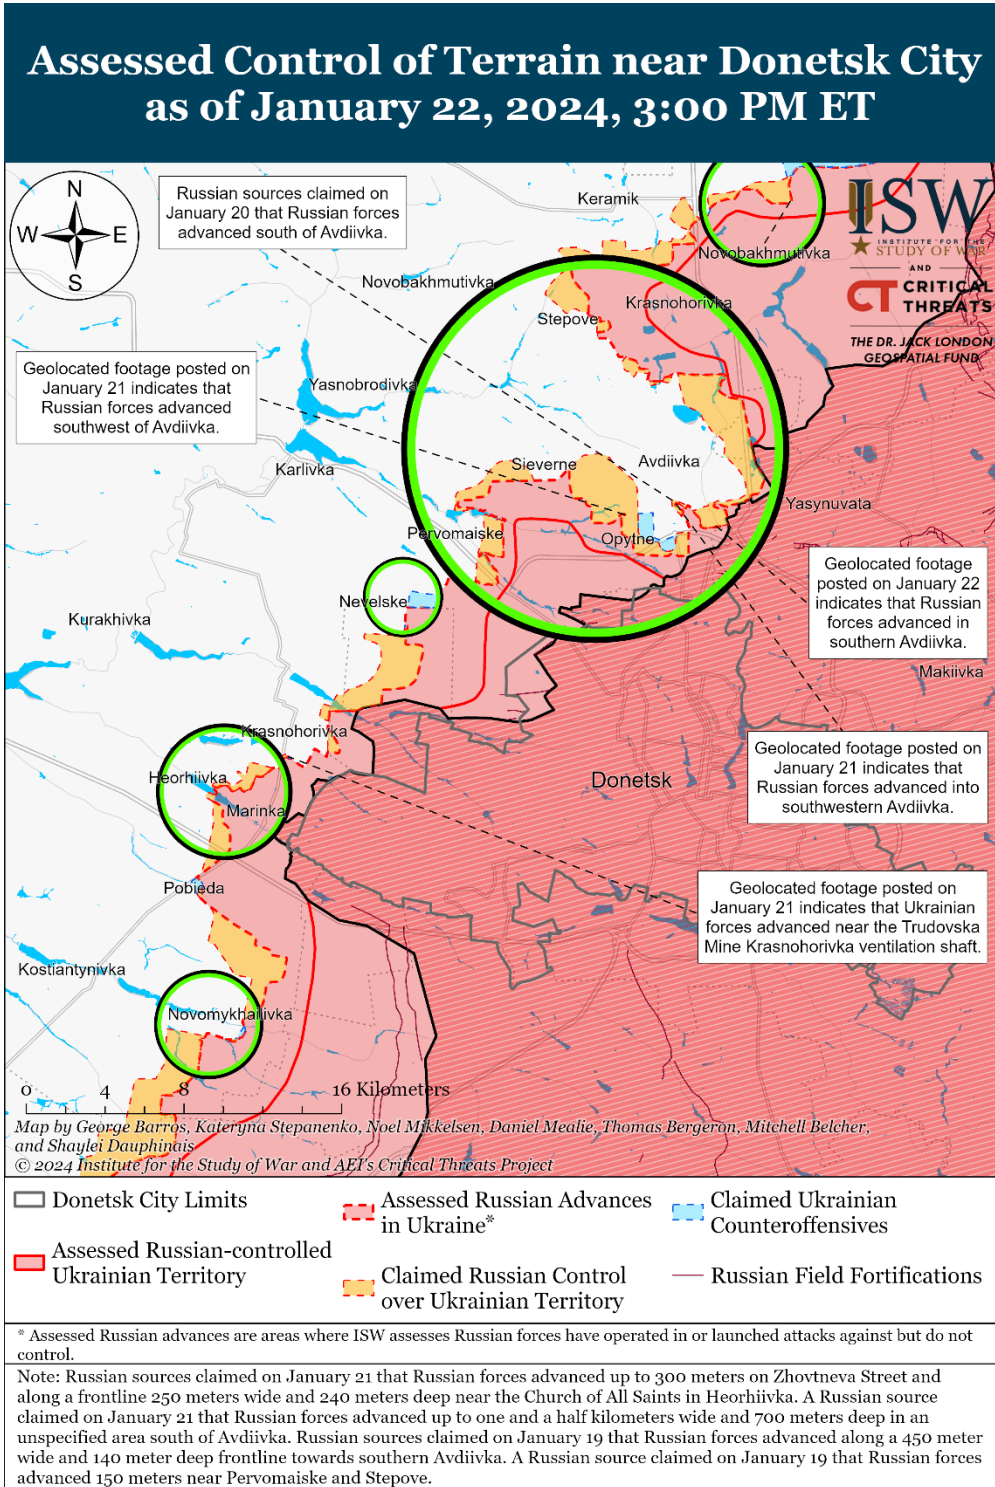 Assessed Control of Terrain near Donetsk City
as of January 22, 2024, 3:00 PM ET
N
W
E
S
Russian sources claimed on
January 20 that Russian forces
advanced south of Avdiivka.
Keramik
ISW
INSTITUTE FOR THE
STUDY OF WAR
AND
CT CRITICAL
THREATS
THE DR. JACK LONDON
GEOSPATIAL FUND
Novobakhmutivka
Novobakhmutivka
Krasnohorivka
Stepove
Geolocated footage posted on
January 21 indicates that
Russian forces advanced
southwest of Avdiivka.
Yasnobrodivka
Karlivka
Sieverne
Avdiivka
Yasynuvata
Pervomaiske
Opytne
Geolocated footage
posted on January 22
indicates that Russian
forces advanced in
southern Avdiivka.
Nevelske
Kurakhivka
Makiivka
Krasnohorivka
Geolocated footage posted on
January 21 indicates that
Russian forces advanced into
southwestern Avdiivka.
Heorhiivka
Donetsk
Marinka
Pobieda
Geolocated footage posted on
January 21 indicates that Ukrainian
forces advanced near the Trudovska
Mine Krasnohorivka ventilation shaft.
Kostiantynivka
Novomykhailivka
0 4 8 16 Kilometers
Map by George Barros, Kateryna Stepanenko, Noel Mikkelsen, Daniel Mealie, Thomas Bergeron, Mitchell Belcher,
and Shaylei Dauphinais
© 2024 Institute for the Study of War and AEI's Critical Threats Project
Donetsk City Limits
Assessed Russian-controlled
Ukrainian Territory
Assessed Russian Advances
in Ukraine*
Claimed Russian Control
over Ukrainian Territory
Claimed Ukrainian
Counteroffensives
Russian Field Fortifications
* Assessed Russian advances are areas where ISW assesses Russian forces have operated in or launched attacks against but do not
control.
Note: Russian sources claimed on January 21 that Russian forces advanced up to 300 meters on Zhovtneva Street and
along a frontline 250 meters wide and 240 meters deep near the Church of All Saints in Heorhiivka. A Russian source
claimed on January 21 that Russian forces advanced up to one and a half kilometers wide and 700 meters deep in an
unspecified area south of Avdiivka. Russian sources claimed on January 19 that Russian forces advanced along a 450 meter
wide and 140 meter deep frontline towards southern Avdiivka. A Russian source claimed on January 19 that Russian forces
advanced 150 meters near Pervomaiske and Stepove.